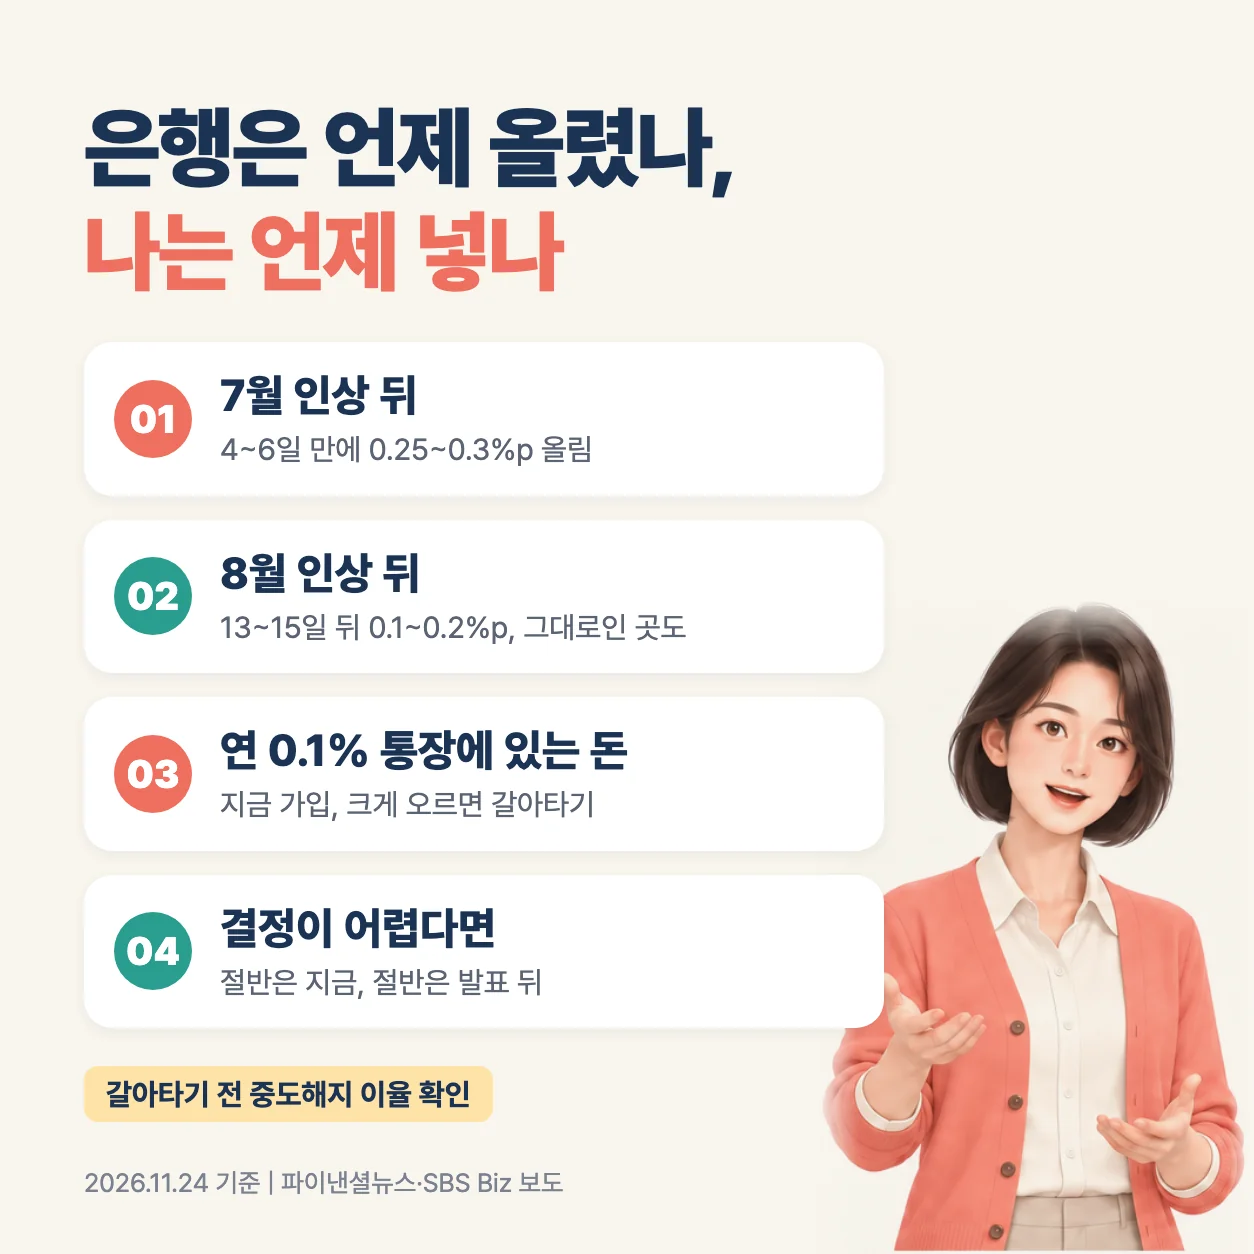 은행은 언제 올렸나,
나는 언제 넣나
01
7월 인상 뒤
4~6일 만에 0.25~0.3%p 올림
02
8월 인상 뒤
13~15일 뒤 0.1~0.2%p, 그대로인 곳도
03
연 0.1% 통장에 있는 돈
지금 가입, 크게 오르면 갈아타기
04
결정이 어렵다면
절반은 지금, 절반은 발표 뒤
갈아타기 전 중도해지 이율 확인
2026.11.24 기준 | 파이낸셜뉴스·SBS Biz 보도